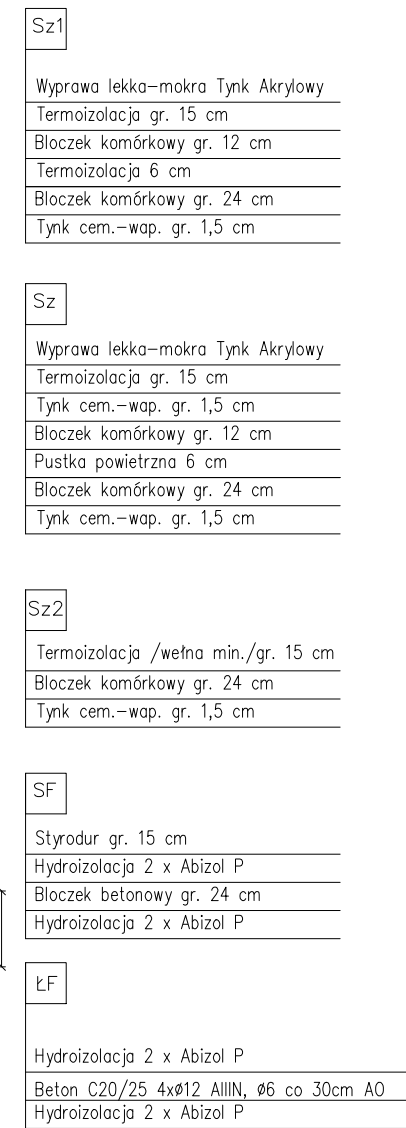 Sz1
Wyprawa lekka-mokra Tynk Akrylowy
Termoizolacja gr. 15 cm
Bloczek komórkowy gr. 12 cm
Termoizolacja 6 cm
Bloczek komórkowy gr. 24 cm
Tynk cem.-wap. gr. 1,5 cm
Sz
Wyprawa lekka-mokra Tynk Akrylowy
Termoizolacja gr. 15 cm
Tynk cem.-wap. gr. 1,5 cm
Bloczek komórkowy gr. 12 cm
Pustka powietrzna 6 cm
Bloczek komórkowy gr. 24 cm
Tynk cem.-wap. gr. 1,5 cm
Sz2
Termoizolacja /wełna min./gr. 15 cm
Bloczek komórkowy gr. 24 cm
Tynk cem.-wap. gr. 1,5 cm
SF
Styrodur gr. 15 cm
Hydroizolacja 2 x Abizol P
Bloczek betonowy gr. 24 cm
Hydroizolacja 2 x Abizol P
ŁF
Hydroizolacja 2 x Abizol P
Beton C20/25 4xø12 AIIIN, ø6 co 30cm AO
Hydroizolacja 2 x Abizol P